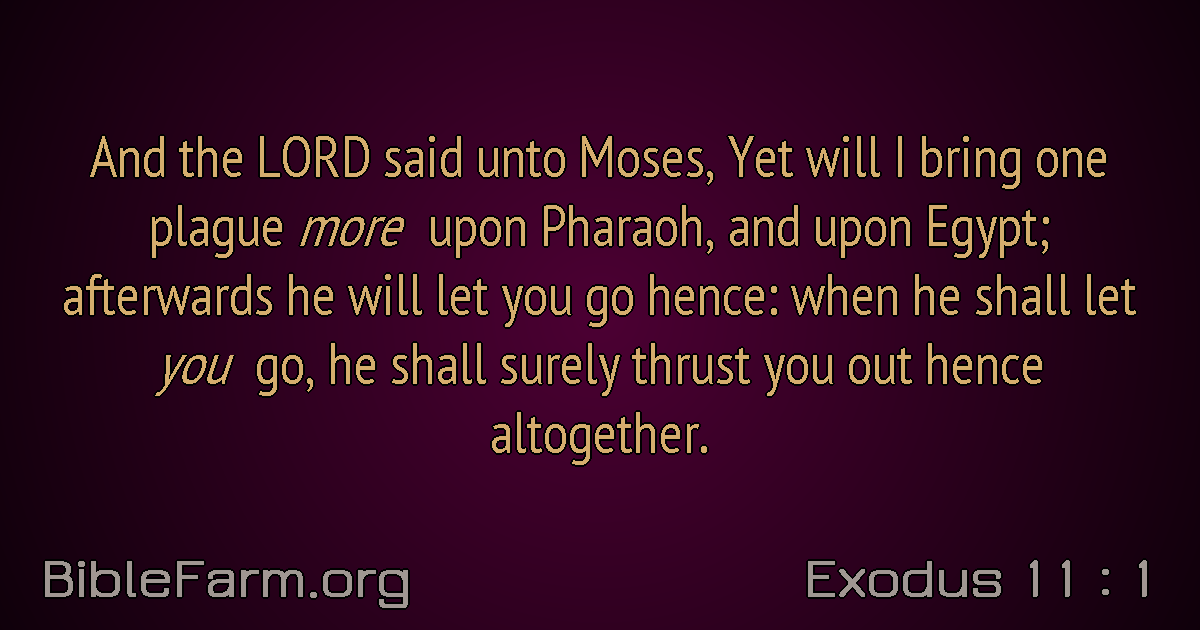 And the LORD said unto Moses, Yet will I bring one
plague more upon Pharaoh, and upon Egypt;
afterwards he will let you go hence: when he shall let
you go, he shall surely thrust you out hence
altogether.
BibleFarm.org
Exodus 11 : 1